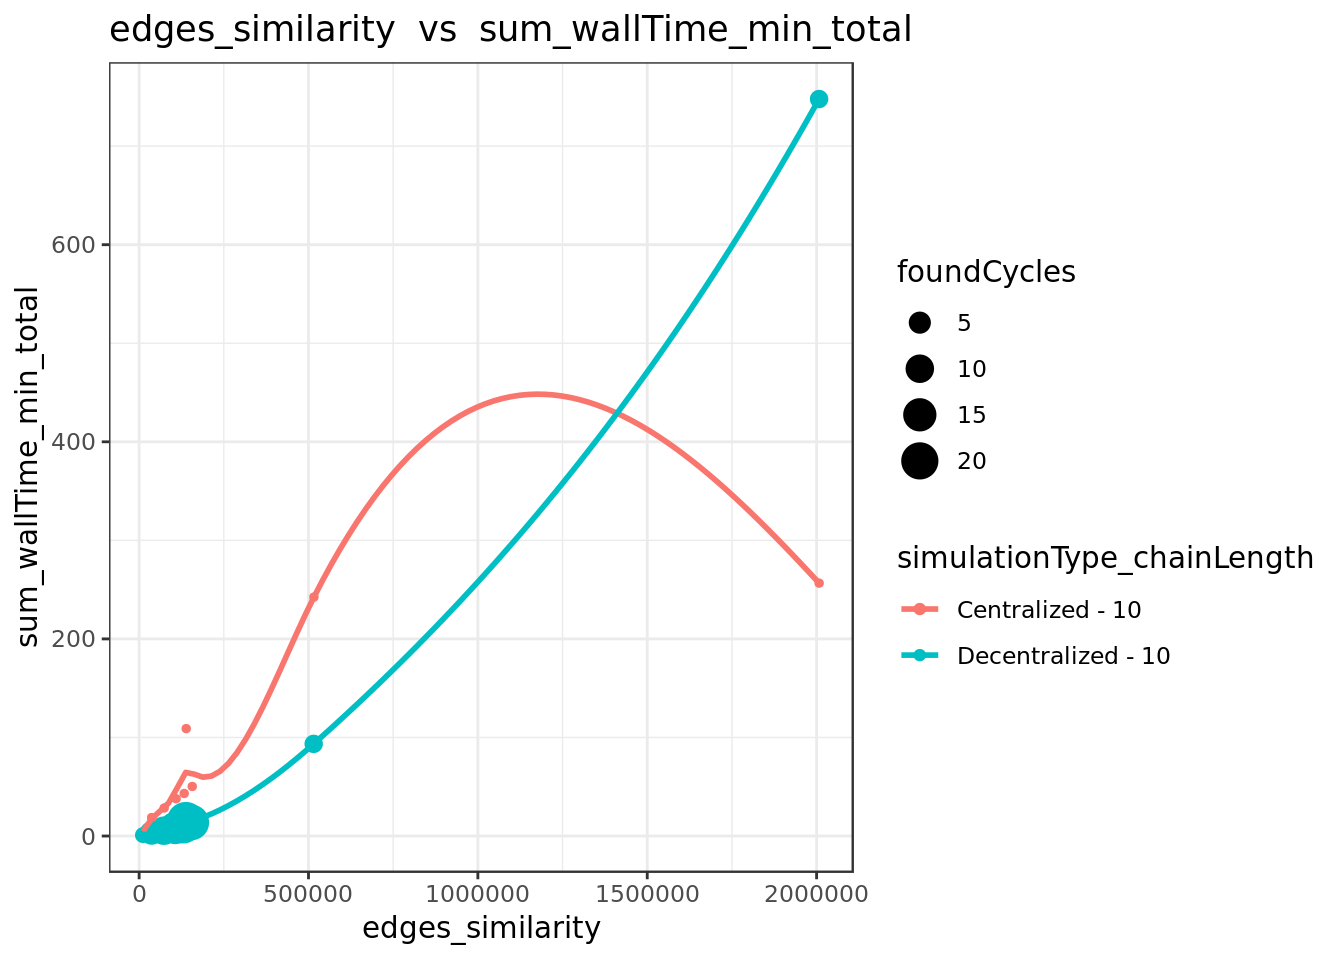 edges_similarity vs sum_wallTime_min_total
sum_wallTime_min_total
600
400
200
0
0
500000
1000000
1500000
2000000
edges_similarity
foundCycles
5
10
15
20
simulationType_chainLength
Centralized - 10
Decentralized - 10